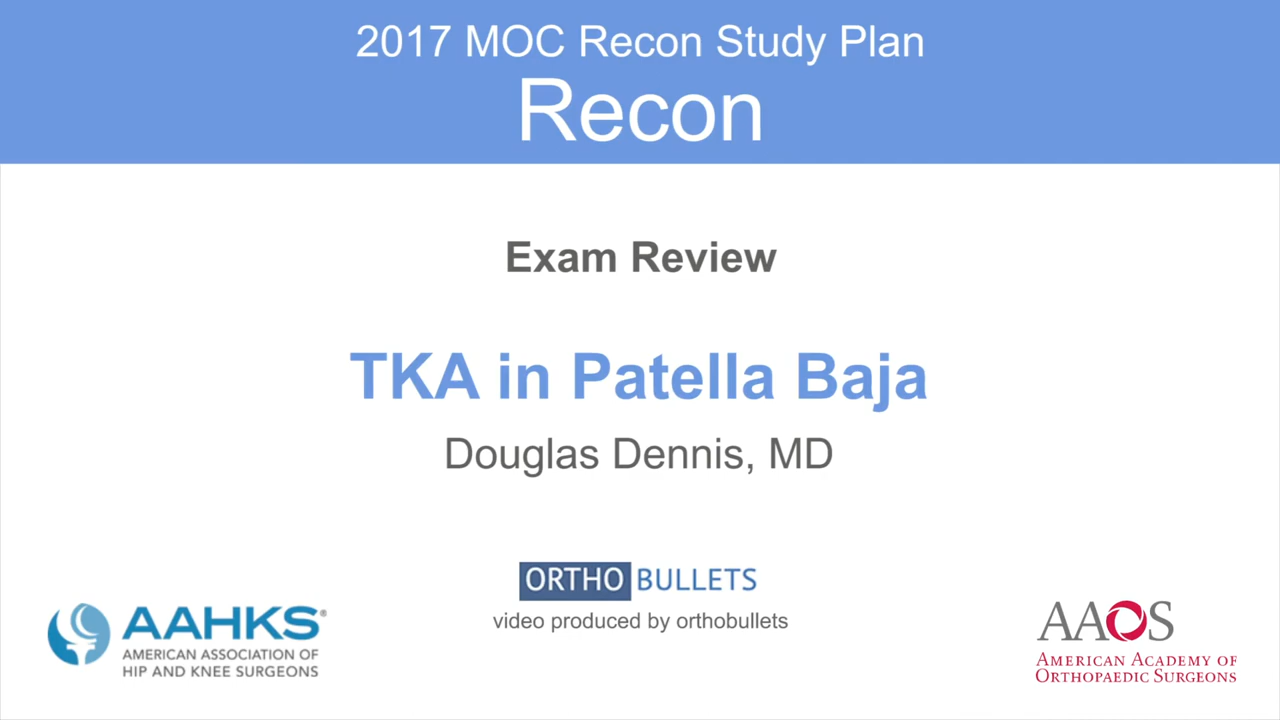 2017 MOC Recon Study Plan
Recon
Exam Review
TKA in Patella Baja
Douglas Dennis, MD
ORTHO BULLETS
video produced by orthobullets
AAHKS®
AMERICAN ASSOCIATION OF
HIP AND KNEE SURGEONS
AAOS
AMERICAN ACADEMY OF
ORTHOPAEDIC SURGEONS